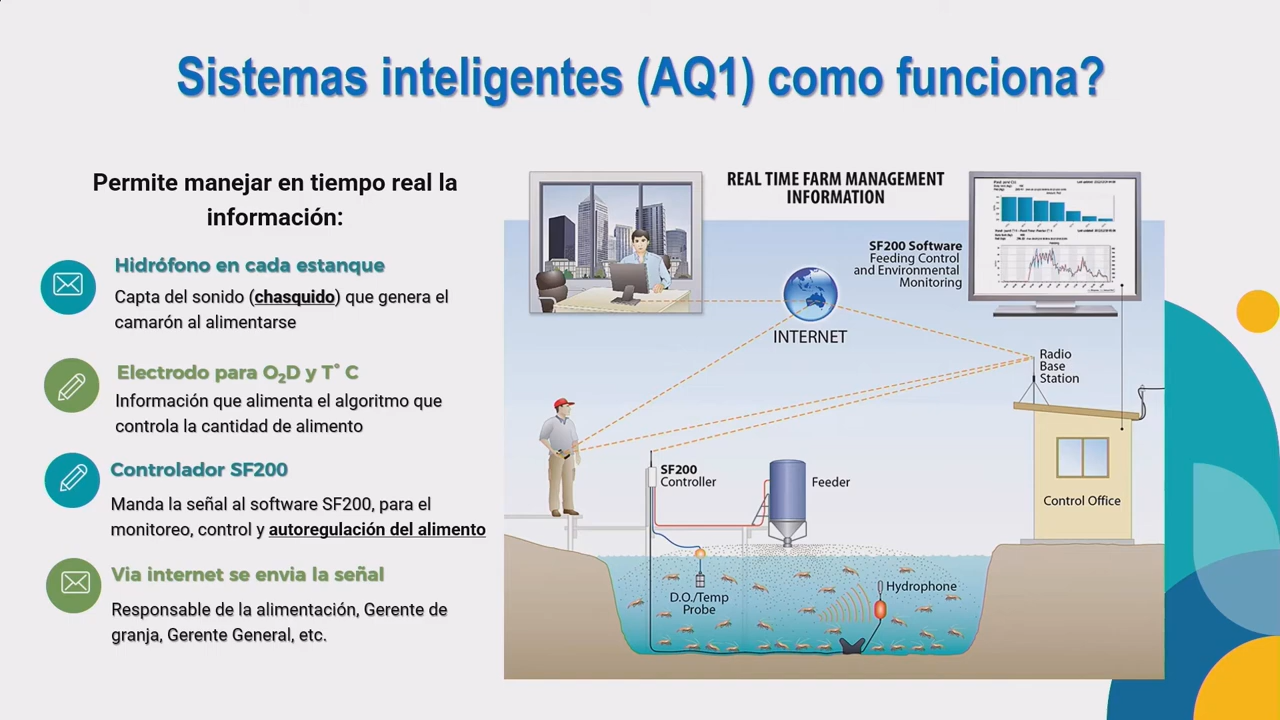 Sistemas inteligentes (AQ1) como funciona?
Permite manejar en tiempo real la
información:
Hidrófono en cada estanque
Capta del sonido (chasquido) que genera el
camarón al alimentarse
Electrodo para O₂D y T° C
Información que alimenta el algoritmo que
controla la cantidad de alimento
Controlador SF200
Manda la señal al software SF200, para el
monitoreo, control y autoregulación del alimento
Via internet se envia la señal
Responsable de la alimentación, Gerente de
granja, Gerente General, etc.
REAL TIME FARM MANAGEMENT
INFORMATION
SF200 Software
Feeding Control
and Environmental
Monitoring
INTERNET
Radio
Base
Station
SF200
Controller
Feeder
Control Office
D.O./Temp
Probe
Hydrophone